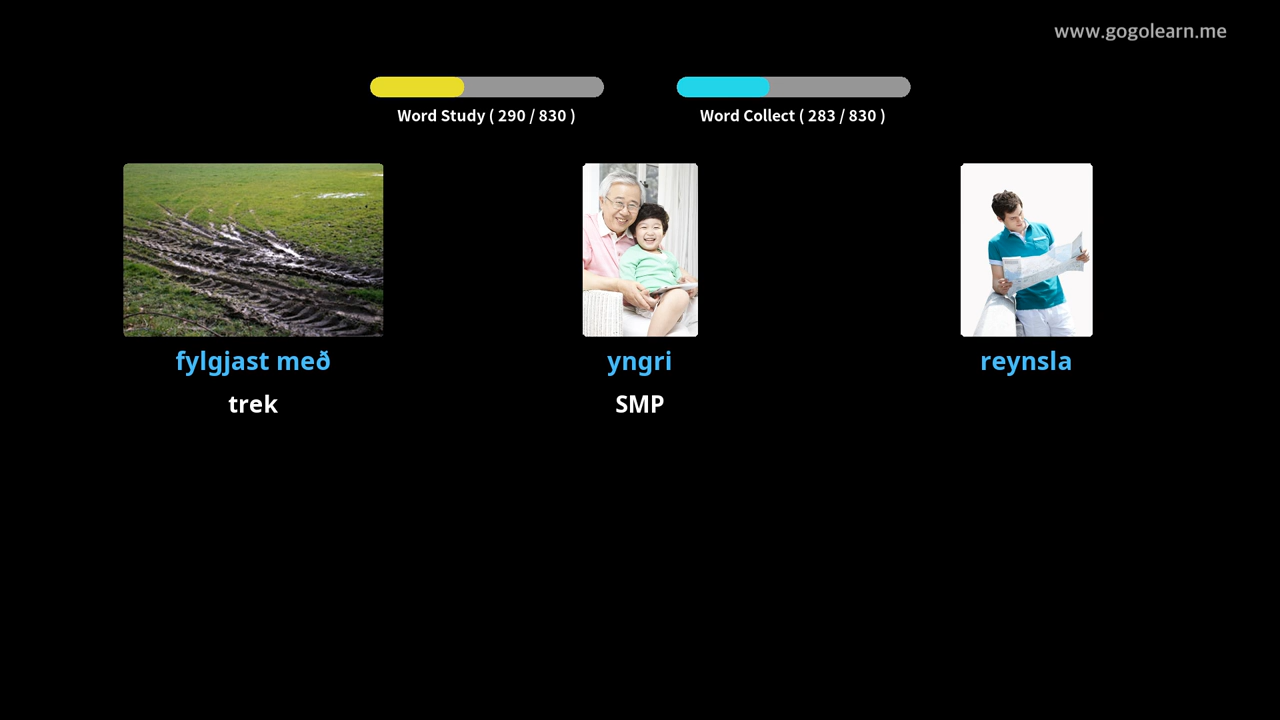 www.gogolearn.me
Word Study ( 290 / 830 )
Word Collect ( 283 / 830 )
fylgjast með
yngri
reynsla
trek
SMP